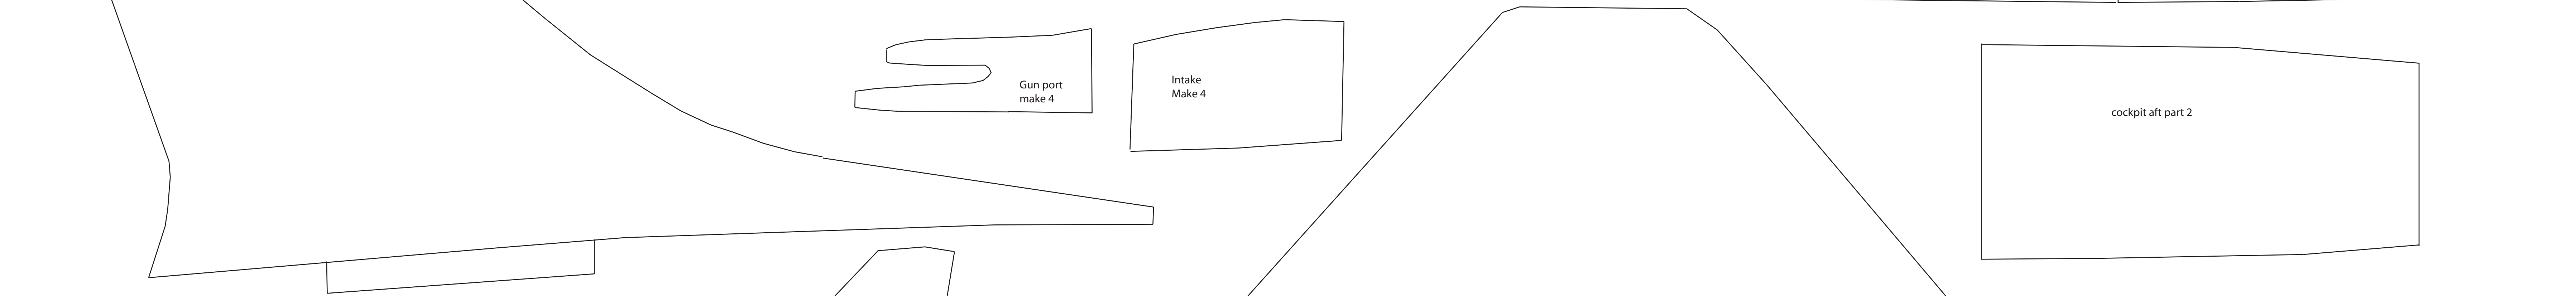 Gun port
make 4
Intake
Make 4
cockpit aft part 2